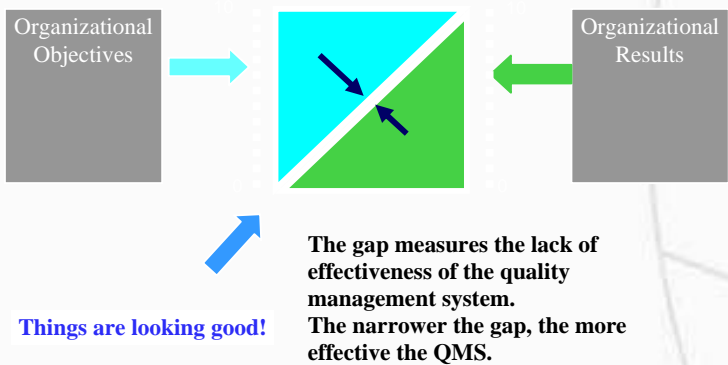 Organizational
Objectives
Organizational
Results
The gap measures the lack of
effectiveness of the quality
management system.
The narrower the gap, the more
effective the QMS.
Things are looking good!